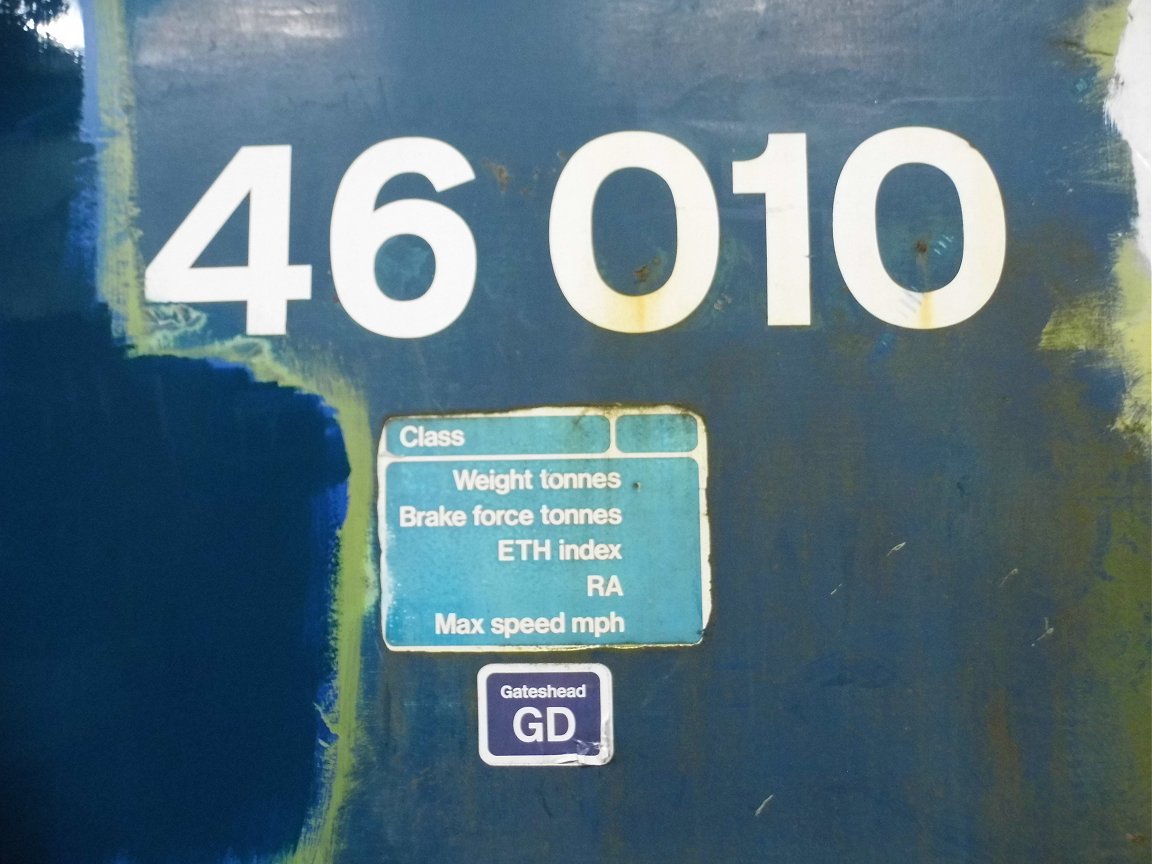 46 010
Class
Weight tonnes
Brake force tonnes
ETH index
RA
Max speed mph
Gateshead
GD